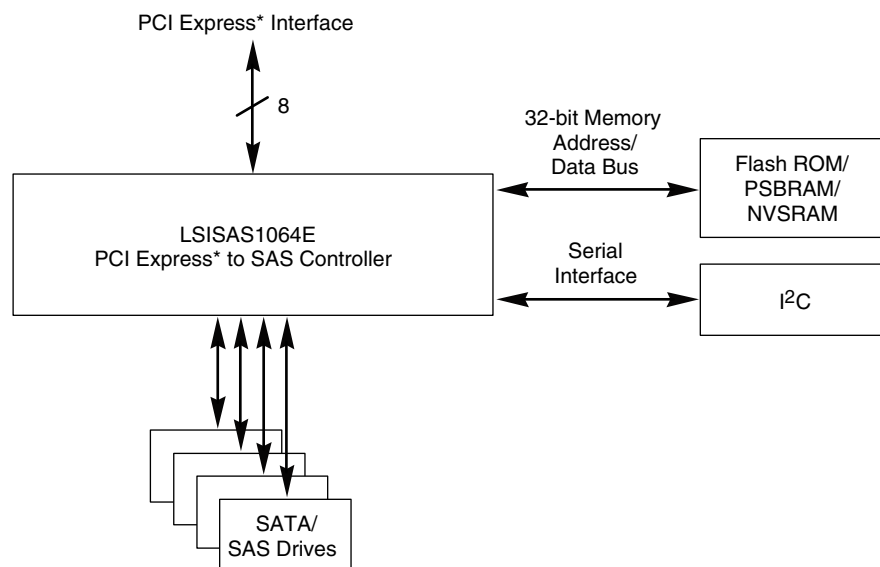 PCI Express* Interface
8
32-bit Memory
Address/
Data Bus
Flash ROM/
PSBRAM/
NVSRAM
LSISAS1064E
PCI Express* to SAS Controller
Serial
Interface
I²C
SATA/
SAS Drives